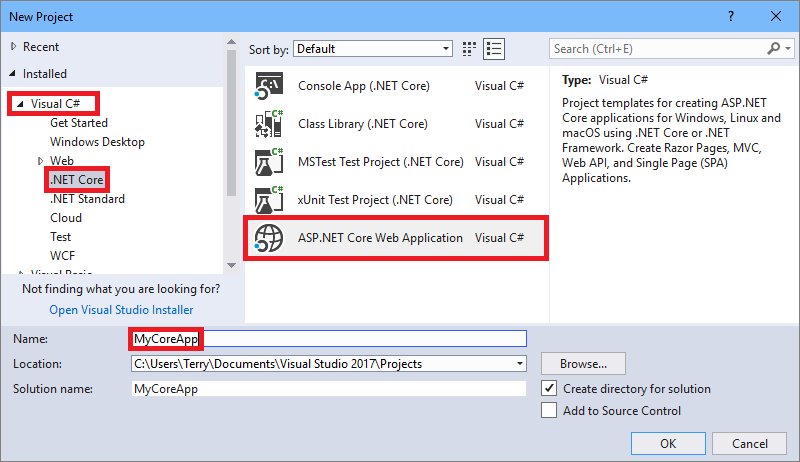 New Project
?
Recent
Installed
Visual C#
Get Started
Windows Desktop
Web
.NET Core
.NET Standard
Cloud
Test
WCF
Visual Basic
Not finding what you are looking for?
Open Visual Studio Installer
Sort by: Default
Console App (.NET Core) Visual C#
Class Library (.NET Core) Visual C#
MSTest Test Project (.NET Core) Visual C#
xUnit Test Project (.NET Core) Visual C#
ASP.NET Core Web Application Visual C#
Search (Ctrl+E)
Type: Visual C#
Project templates for creating ASP.NET
Core applications for Windows, Linux and
macOS using .NET Core or .NET
Framework. Create Razor Pages, MVC,
Web API, and Single Page (SPA)
Applications.
Name: MyCoreApp
Location: C:\Users\Terry\Documents\Visual Studio 2017\Projects
Browse...
Solution name: MyCoreApp
Create directory for solution
Add to Source Control
OK
Cancel